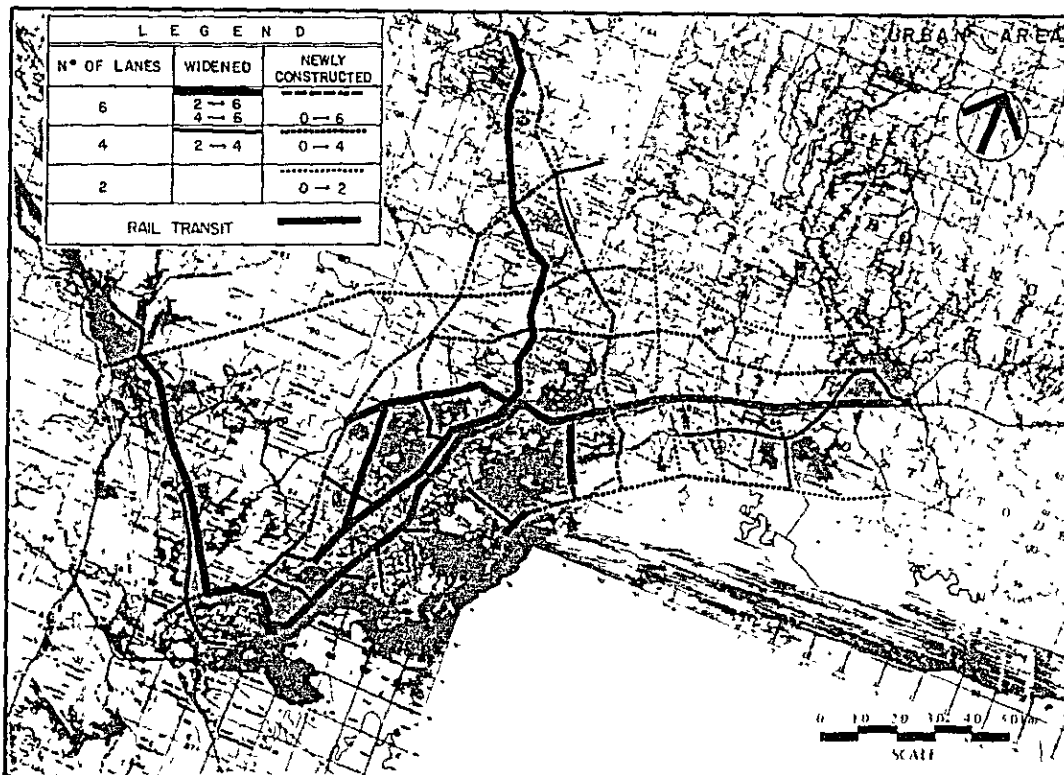 LEGEND
N° OF LANES WIDENED NEWLY CONSTRUCTED
6 2→6 4→6 0→6
4 2→4 0→4
2 0→2
RAIL TRANSIT
URBAN AREA
0 10 20 30 40 50
SCALE